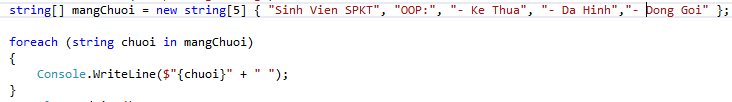 string[] mangChuoi = new string[5] { "Sinh Vien SPKT", "OOP:", "- Ke Thua", "- Da Hinh","- Dong Goi" };
foreach (string chuoi in mangChuoi)
{
Console.WriteLine($"{chuoi}" + " ");
}